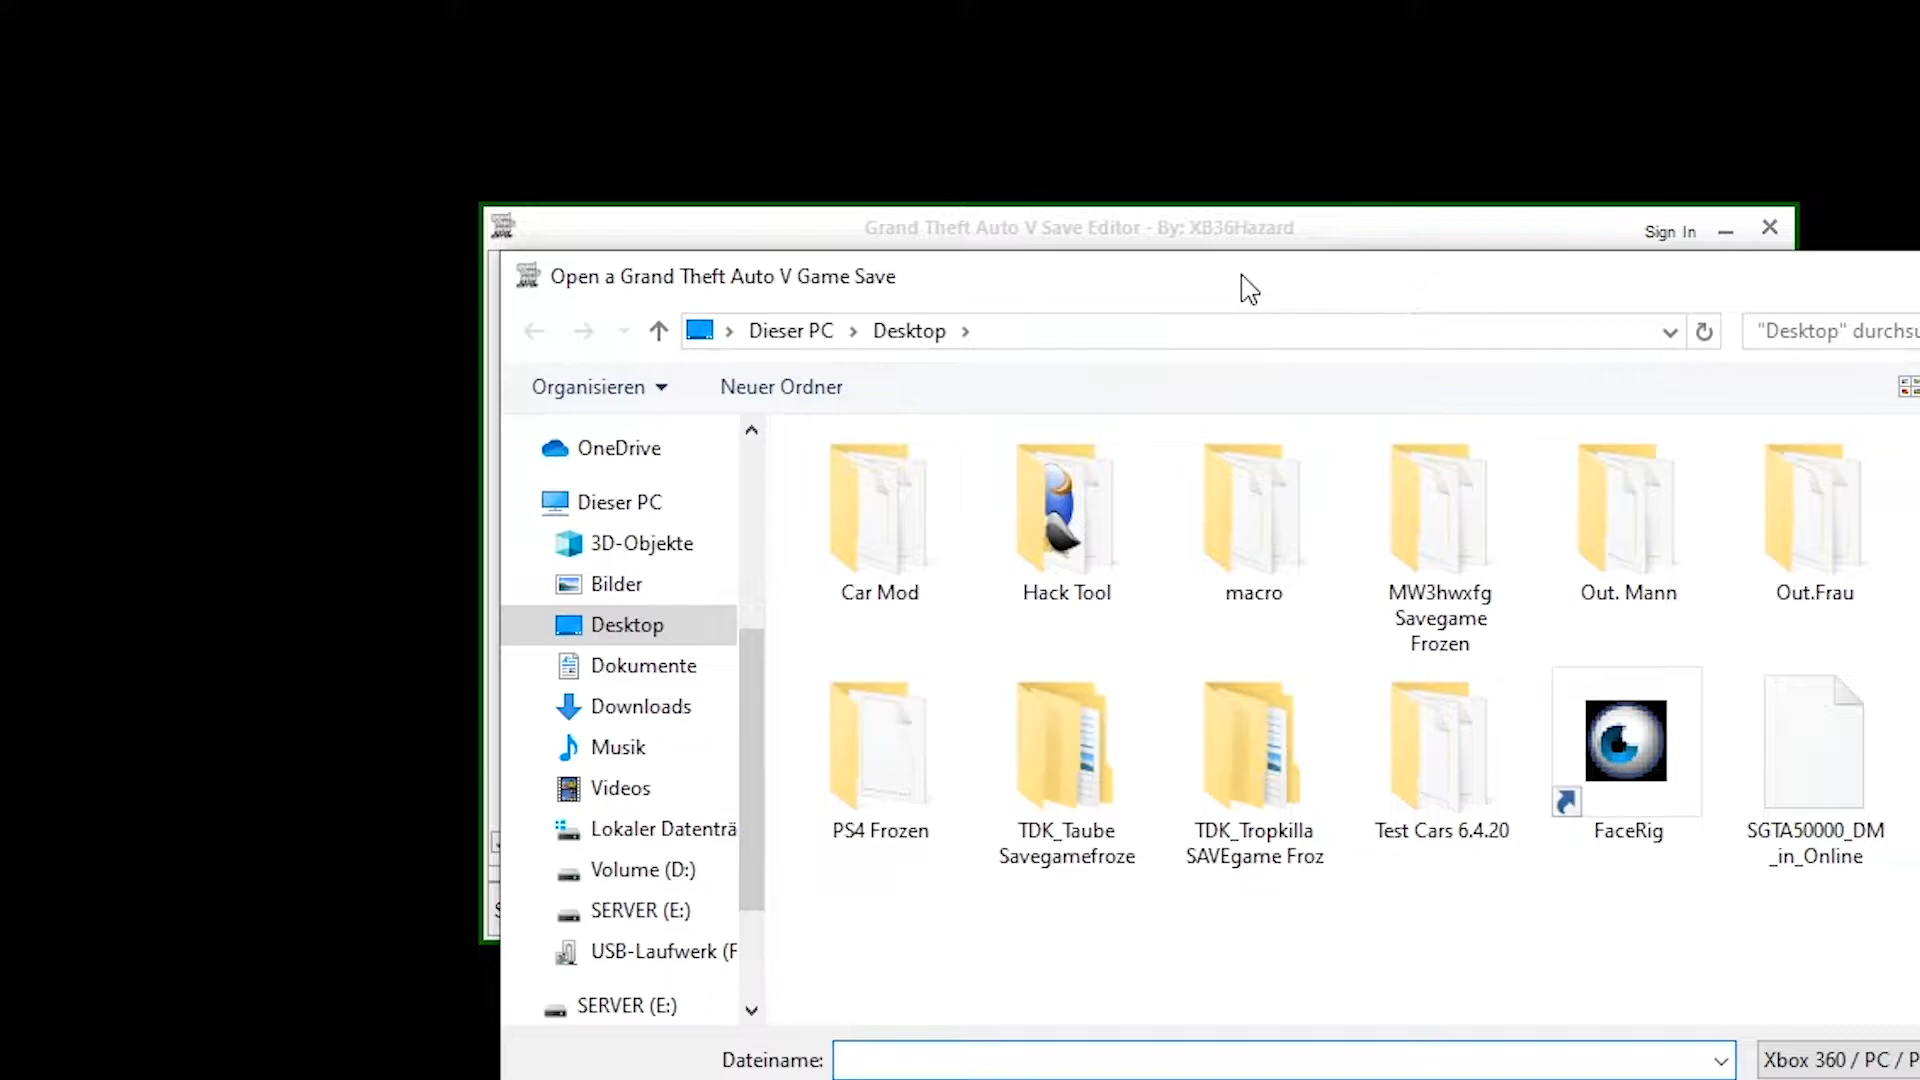 Grand Theft Auto V Save Editor - By: XB36Hazard
Sign In
Open a Grand Theft Auto V Game Save
Dieser PC
Desktop
"Desktop" durchsu
Organisieren
Neuer Ordner
OneDrive
Dieser PC
3D-Objekte
Bilder
Desktop
Dokumente
Downloads
Musik
Videos
Lokaler Datenträ
Volume (D:)
SERVER (E:)
USB-Laufwerk (F
SERVER (E:)
Car Mod
Hack Tool
macro
MW3hwxfg
Savegame
Frozen
Out. Mann
Out.Frau
PS4 Frozen
TDK_Taube
Savegamefroze
TDK_Tropkilla
SAVEgame Froz
Test Cars 6.4.20
FaceRig
SGTA50000_DM
_in_Online
Dateiname:
Xbox 360 / PC / P